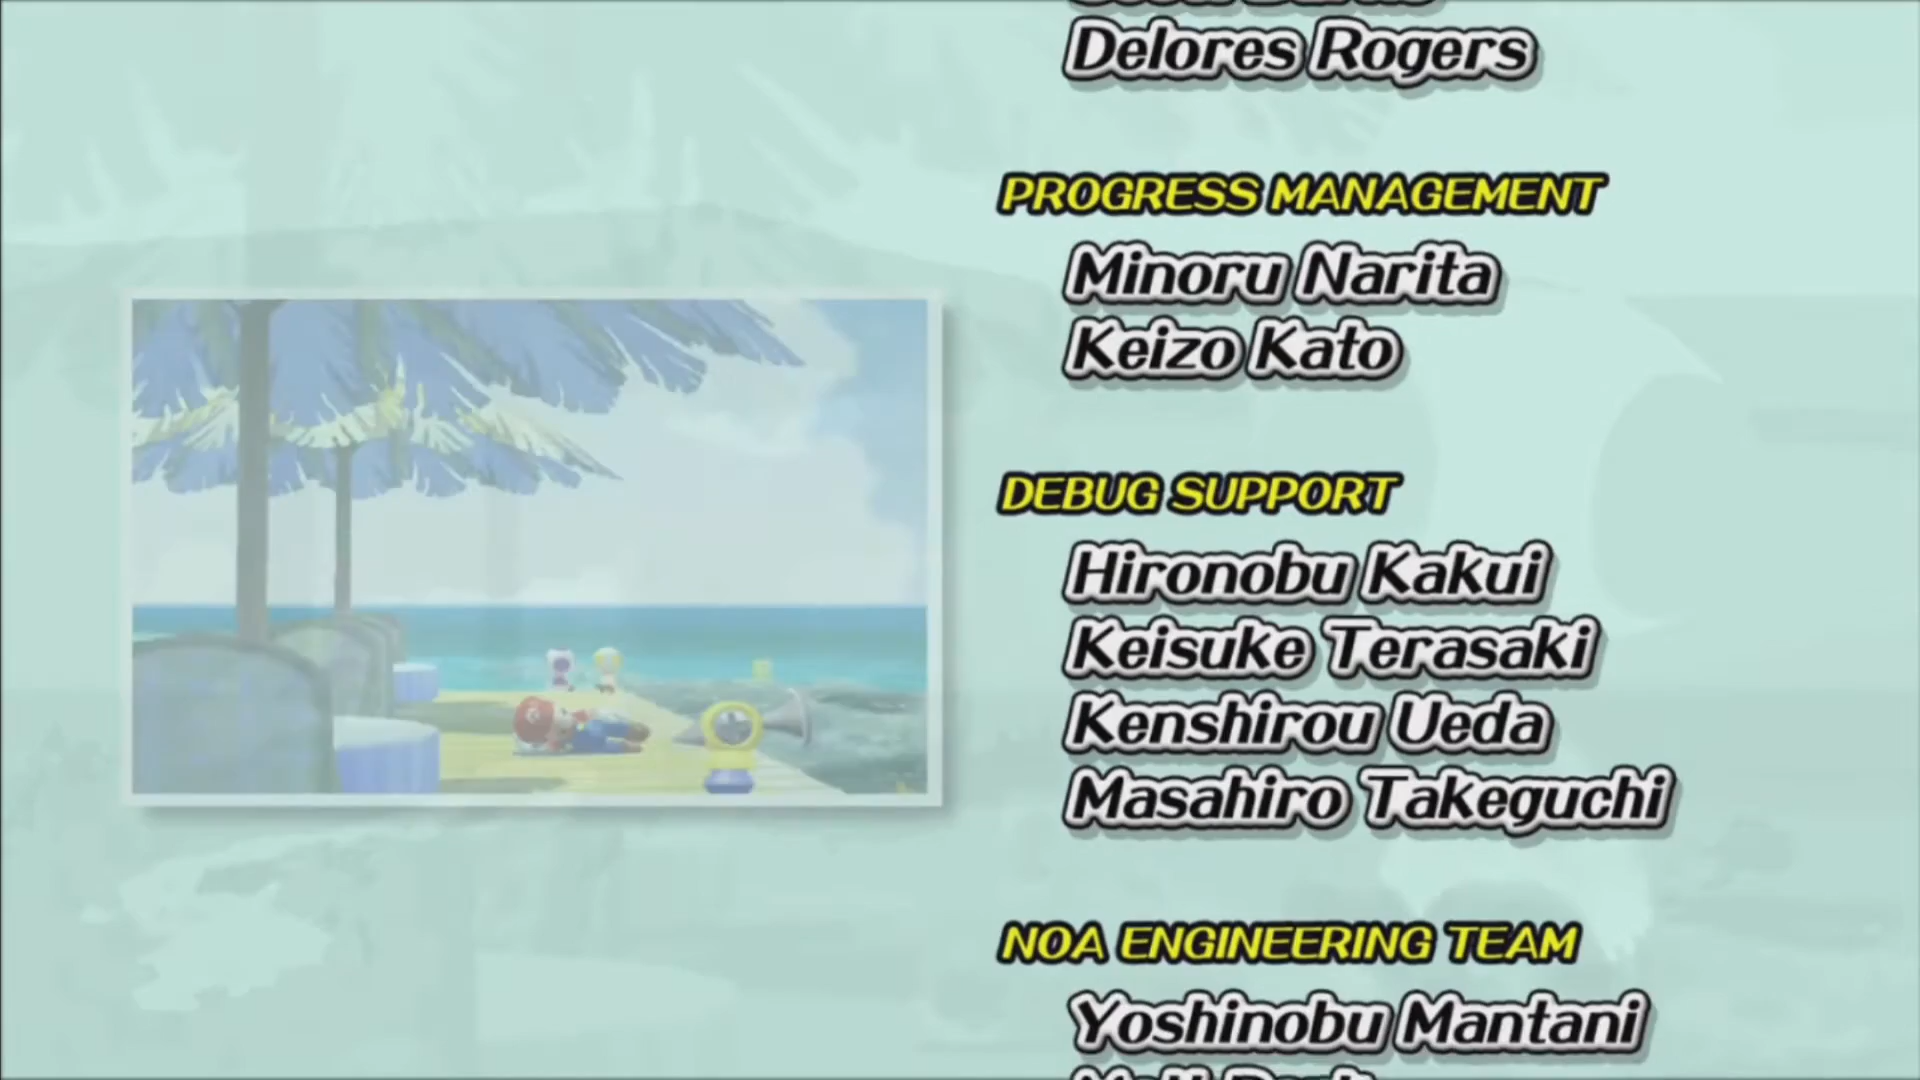 Delores Rogers
PROGRESS MANAGEMENT
Minoru Narita
Keizo Kato
DEBUG SUPPORT
Hironobu Kakui
Keisuke Terasaki
Kenshirou Ueda
Masahiro Takeguchi
NOA ENGINEERING TEAM
Yoshinobu Mantani